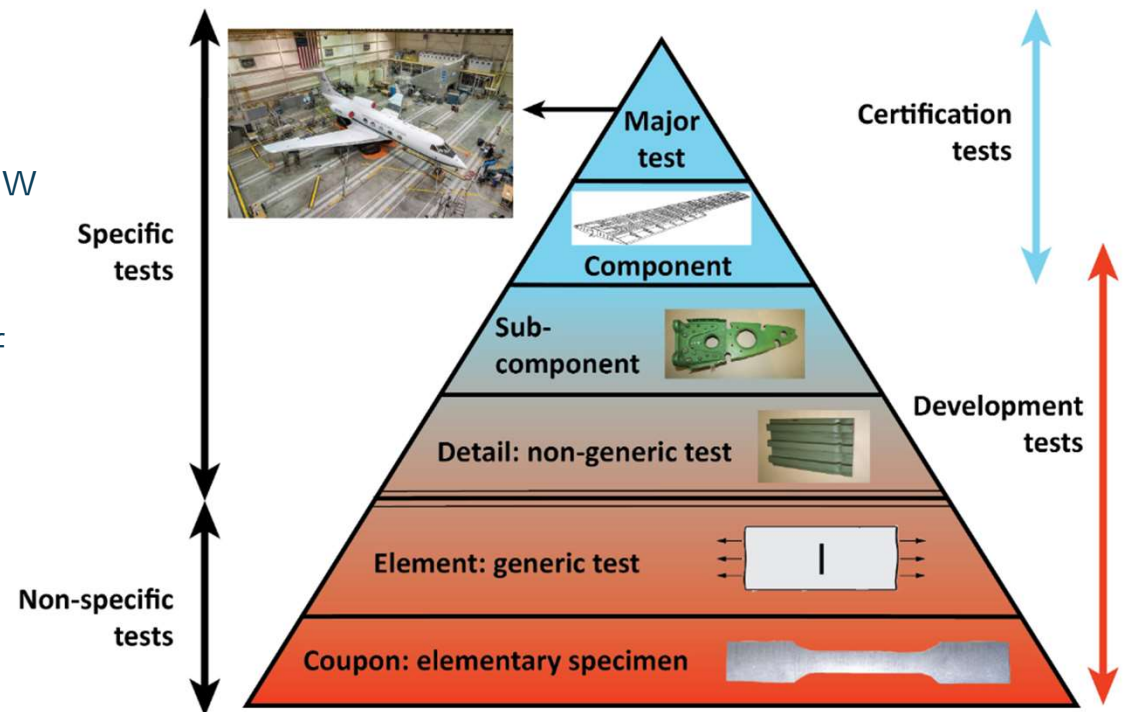 Major
test
Certification
tests
W
Specific
tests
Component
Sub-
component
Development
tests
Detail: non-generic test
Element: generic test
Non-specific
tests
Coupon: elementary specimen